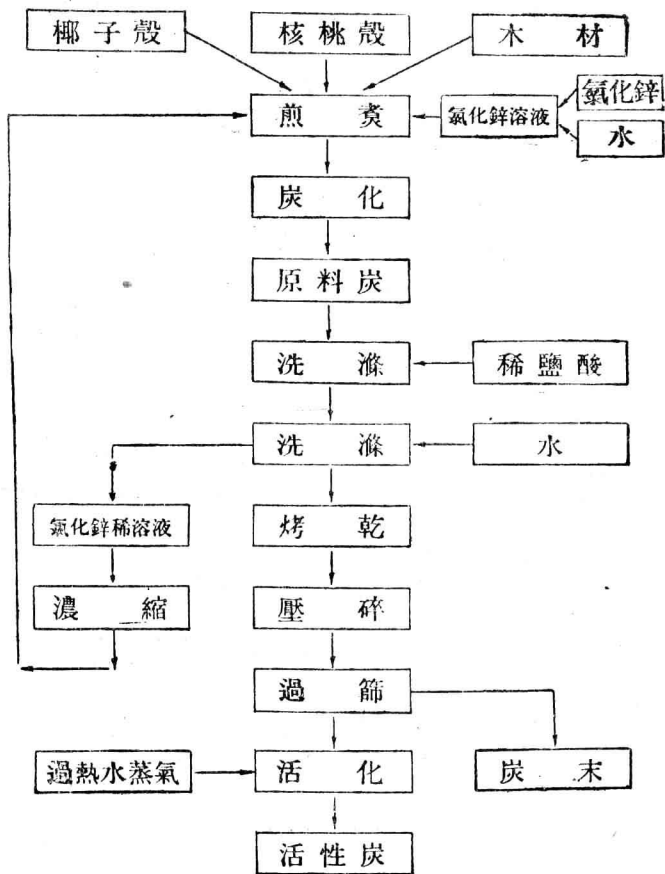 椰子殼
核桃殼
木材
煎煑
氯化鋅溶液
氯化鋅
水
炭化
原料炭
洗滌
稀鹽酸
洗滌
水
氯化鋅稀溶液
烤乾
濃縮
壓碎
過篩
過熱水蒸氣
活化
炭末
活性炭